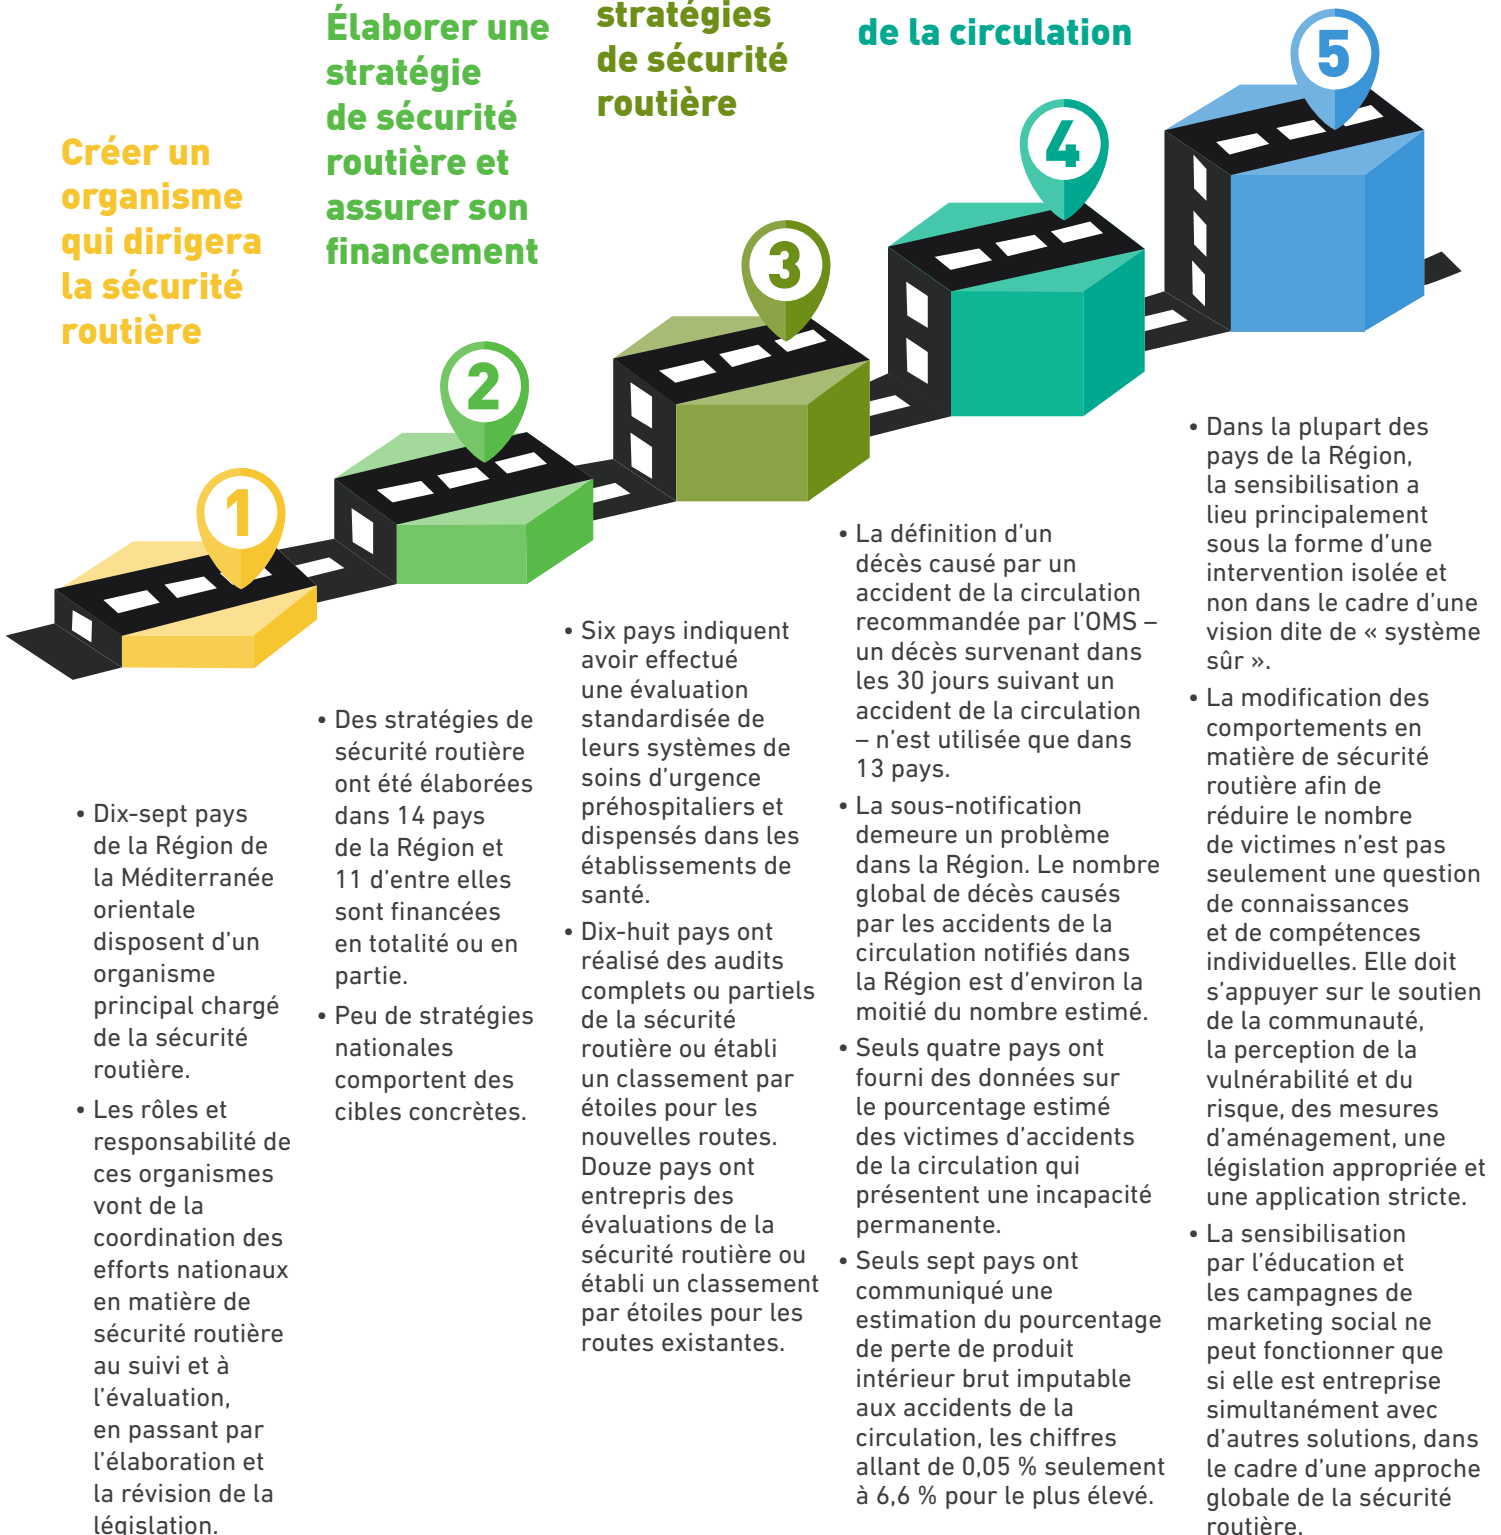 Créer un
organisme
qui dirigera
la sécurité
routière
1
• Dix-sept pays
de la Région de
la Méditerranée
orientale
disposent d’un
organisme
principal chargé
de la sécurité
routière.
• Les rôles et
responsabilité de
ces organismes
vont de la
coordination des
efforts nationaux
en matière de
sécurité routière
au suivi et à
l’évaluation,
en passant par
l’élaboration et
la révision de la
législation.
Élaborer une
stratégie
de sécurité
routière et
assurer son
financement
2
• Des stratégies de
sécurité routière
ont été élaborées
dans 14 pays
de la Région et
11 d’entre elles
sont financées
en totalité ou en
partie.
• Peu de stratégies
nationales
comportent des
cibles concrètes.
stratégies
de sécurité
routière
3
• Six pays indiquent
avoir effectué
une évaluation
standardisée de
leurs systèmes de
soins d’urgence
préhospitaliers et
dispensés dans les
établissements de
santé.
• Dix-huit pays ont
réalisé des audits
complets ou partiels
de la sécurité
routière ou établi
un classement par
étoiles pour les
nouvelles routes.
Douze pays ont
entrepris des
évaluations de la
sécurité routière ou
établi un classement
par étoiles pour les
routes existantes.
de la circulation
4
• La définition d’un
décès causé par un
accident de la circulation
recommandée par l’OMS –
un décès survenant dans
les 30 jours suivant un
accident de la circulation
– n’est utilisée que dans
13 pays.
• La sous-notification
demeure un problème
dans la Région. Le nombre
global de décès causés
par les accidents de la
circulation notifiés dans
la Région est d’environ la
moitié du nombre estimé.
• Seuls quatre pays ont
fourni des données sur
le pourcentage estimé
des victimes d’accidents
de la circulation qui
présentent une incapacité
permanente.
• Seuls sept pays ont
communiqué une
estimation du pourcentage
de perte de produit
intérieur brut imputable
aux accidents de la
circulation, les chiffres
allant de 0,05 % seulement
à 6,6 % pour le plus élevé.
5
• Dans la plupart des
pays de la Région,
la sensibilisation a
lieu principalement
sous la forme d’une
intervention isolée et
non dans le cadre d’une
vision dite de « système
sûr ».
• La modification des
comportements en
matière de sécurité
routière afin de
réduire le nombre
de victimes n’est pas
seulement une question
de connaissances
et de compétences
individuelles. Elle doit
s’appuyer sur le soutien
de la communauté,
la perception de la
vulnérabilité et du
risque, des mesures
d’aménagement, une
législation appropriée et
une application stricte.
• La sensibilisation
par l’éducation et
les campagnes de
marketing social ne
peut fonctionner que
si elle est entreprise
simultanément avec
d’autres solutions, dans
le cadre d’une approche
globale de la sécurité
routière.